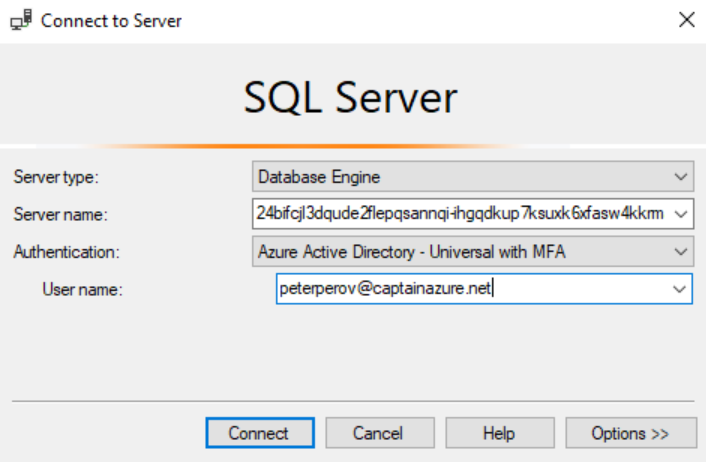 Connect to Server
SQL Server
Server type: Database Engine
Server name: 24bifcjl3dqude2flepqsannqi-ihgqdkup7ksuxk6xfasw4kkrm
Authentication: Azure Active Directory - Universal with MFA
User name: peterperov@captainazure.net
Connect Cancel Help Options >>